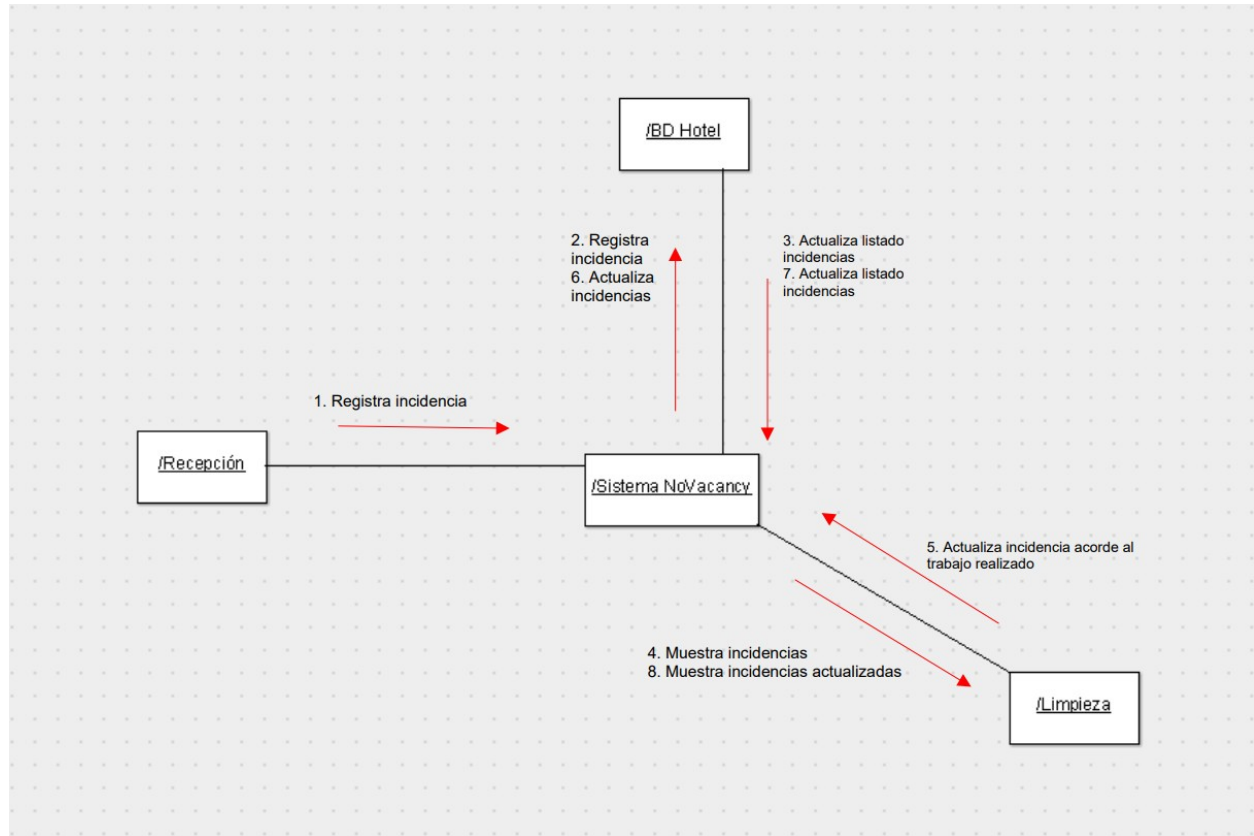 /BD Hotel
2. Registra
incidencia
6. Actualiza
incidencias
3. Actualiza listado
incidencias
7. Actualiza listado
incidencias
1. Registra incidencia
/Recepción
/Sistema NoVacancy
5. Actualiza incidencia acorde al
trabajo realizado
4. Muestra incidencias
8. Muestra incidencias actualizadas
/Limpieza